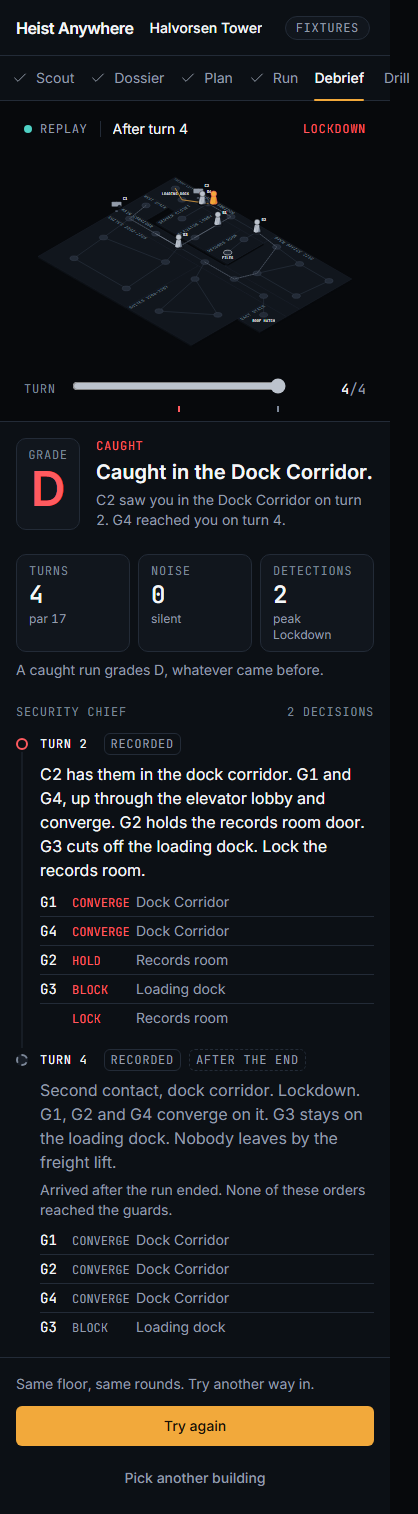 Heist Anywhere Halvorsen Tower FIXTURES
Scout Dossier Plan Run Debrief Drill
REPLAY After turn 4 LOCKDOWN
LOADING DOCK
FILES
ROOF HATCH
TURN 4/4
GRADE
D
CAUGHT
Caught in the Dock Corridor.
C2 saw you in the Dock Corridor on turn
2. G4 reached you on turn 4.
TURNS
4
par 17
NOISE
0
silent
DETECTIONS
2
peak
Lockdown
A caught run grades D, whatever came before.
SECURITY CHIEF 2 DECISIONS
TURN 2 RECORDED
C2 has them in the dock corridor. G1 and
G4, up through the elevator lobby and
converge. G2 holds the records room door.
G3 cuts off the loading dock. Lock the
records room.
G1 CONVERGE Dock Corridor
G4 CONVERGE Dock Corridor
G2 HOLD Records room
G3 BLOCK Loading dock
LOCK Records room
TURN 4 RECORDED AFTER THE END
Second contact, dock corridor. Lockdown.
G1, G2 and G4 converge on it. G3 stays on
the loading dock. Nobody leaves by the
freight lift.
Arrived after the run ended. None of these orders
reached the guards.
G1 CONVERGE Dock Corridor
G2 CONVERGE Dock Corridor
G4 CONVERGE Dock Corridor
G3 BLOCK Loading dock
Same floor, same rounds. Try another way in.
Try again
Pick another building